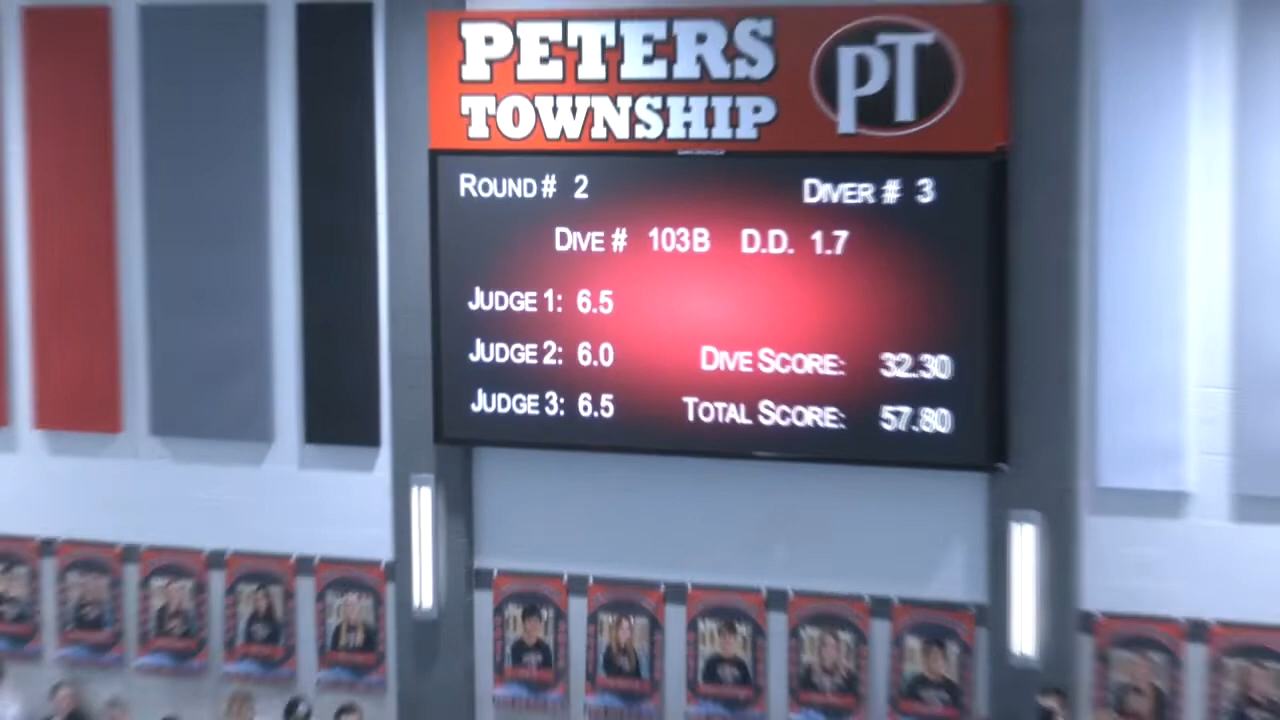 PETERS
TOWNSHIP
PT
ROUND # 2
DIVER # 3
DIVE # 103B D.D. 1.7
JUDGE 1: 6.5
JUDGE 2: 6.0
DIVE SCORE: 32.30
JUDGE 3: 6.5
TOTAL SCORE: 57.80